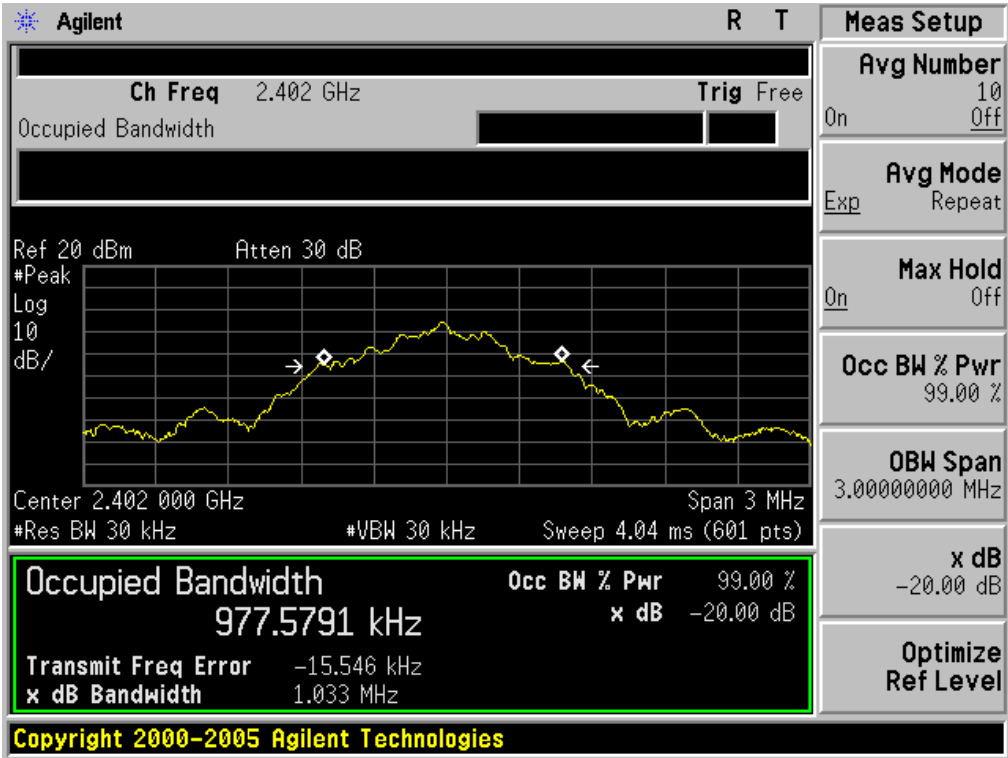 Agilent R T
Ch Freq 2.402 GHz Trig Free
Occupied Bandwidth
Ref 20 dBm Atten 30 dB
#Peak
Log
10
dB/
Center 2.402 000 GHz Span 3 MHz
#Res BW 30 kHz #VBW 30 kHz Sweep 4.04 ms (601 pts)
Occupied Bandwidth
977.5791 kHz
Occ BW % Pwr 99.00 %
x dB -20.00 dB
Transmit Freq Error -15.546 kHz
x dB Bandwidth 1.033 MHz
Copyright 2000-2005 Agilent Technologies
Meas Setup
Avg Number
10
On Off
Avg Mode
Exp Repeat
Max Hold
On Off
Occ BW % Pwr
99.00 %
OBW Span
3.00000000 MHz
x dB
-20.00 dB
Optimize
Ref Level